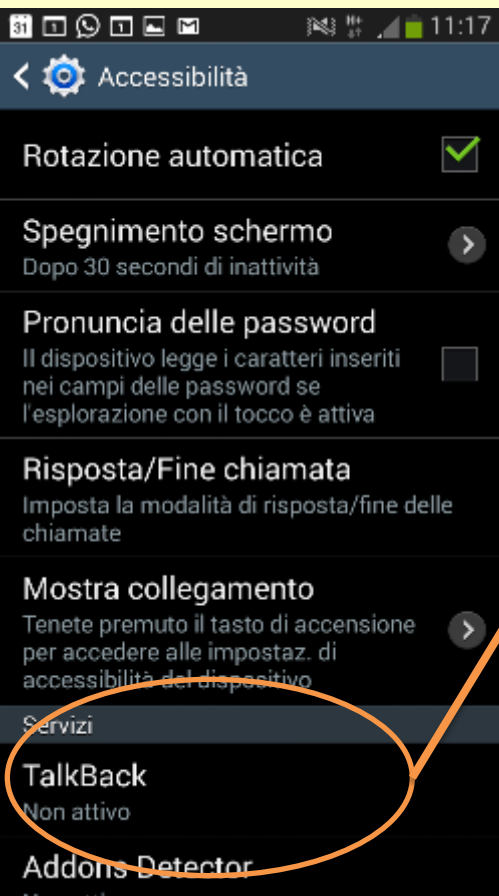 31 1 1 11:17
Accessibilità
Rotazione automatica
Spegnimento schermo
Dopo 30 secondi di inattività
Pronuncia delle password
Il dispositivo legge i caratteri inseriti
nei campi delle password se
l'esplorazione con il tocco è attiva
Risposta/Fine chiamata
Imposta la modalità di risposta/fine delle
chiamate
Mostra collegamento
Tenete premuto il tasto di accensione
per accedere alle impostaz. di
accessibilità del dispositivo
Servizi
TalkBack
Non attivo
Addons Detector